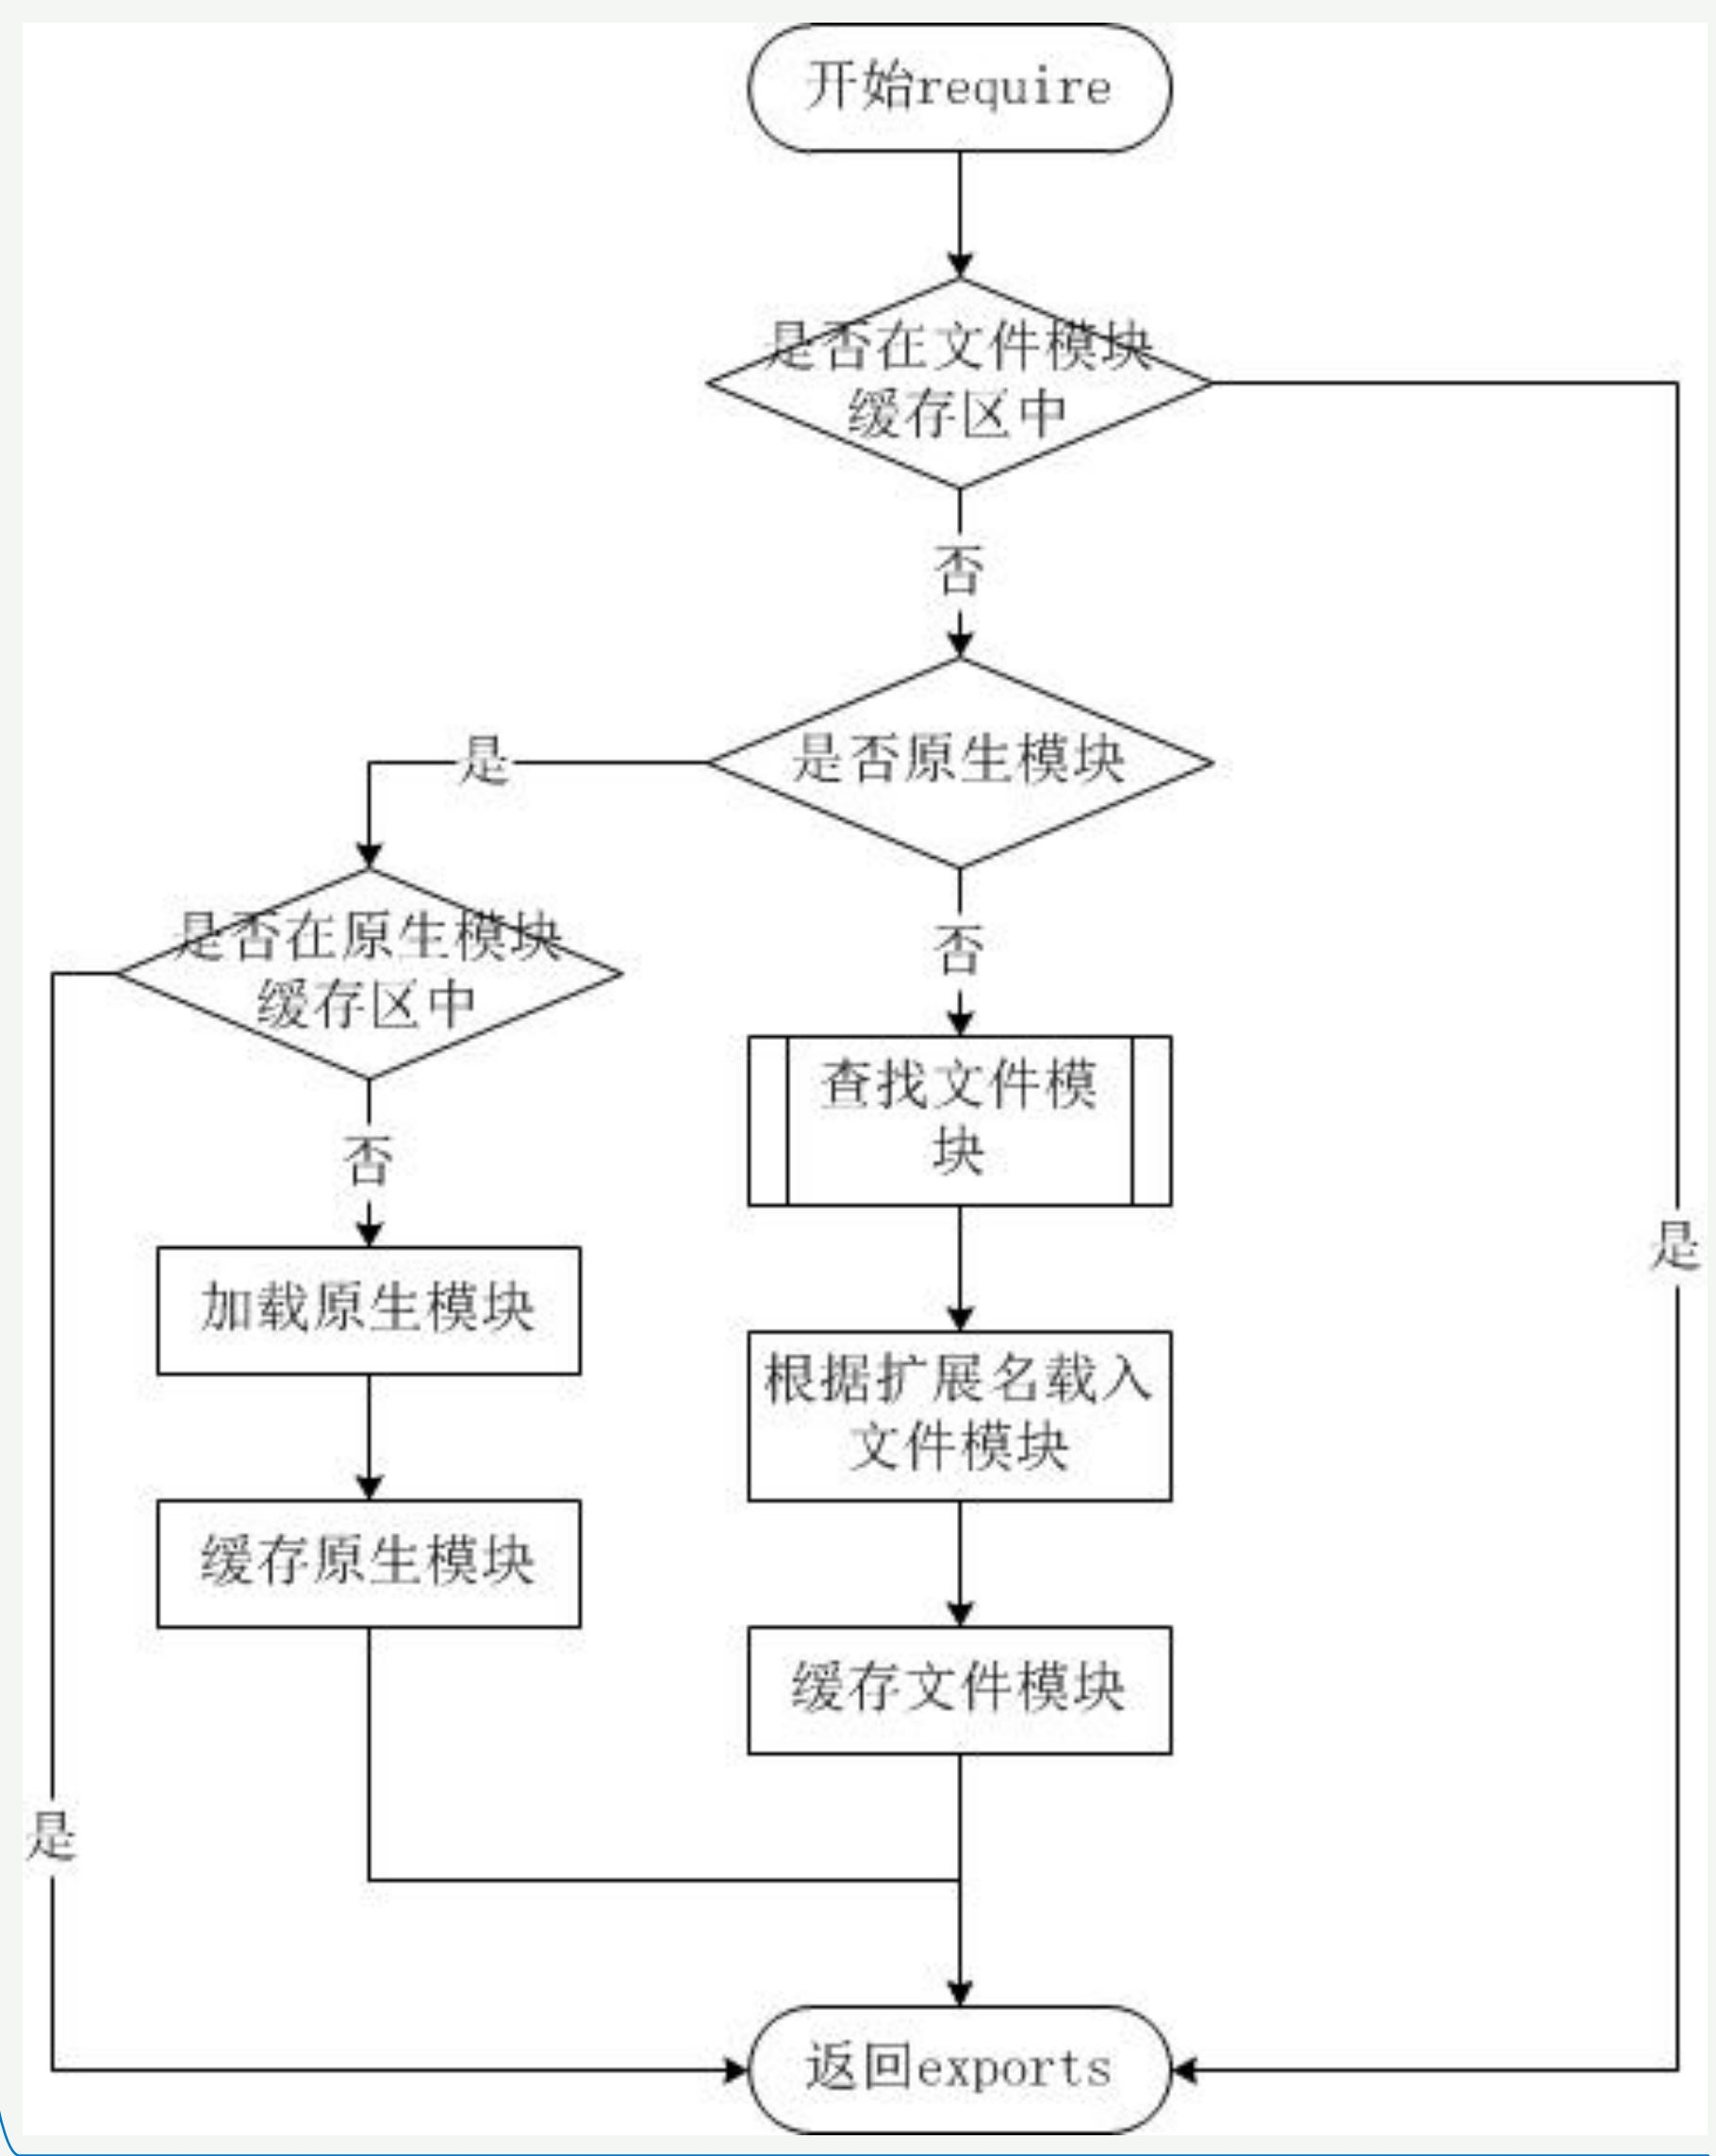 开始require
是否在文件模块
缓存区中
否
是否原生模块
是
是否在原生模块
缓存区中
否
否
查找文件模
块
加载原生模块
是
根据扩展名载入
文件模块
缓存原生模块
缓存文件模块
是
返回exports